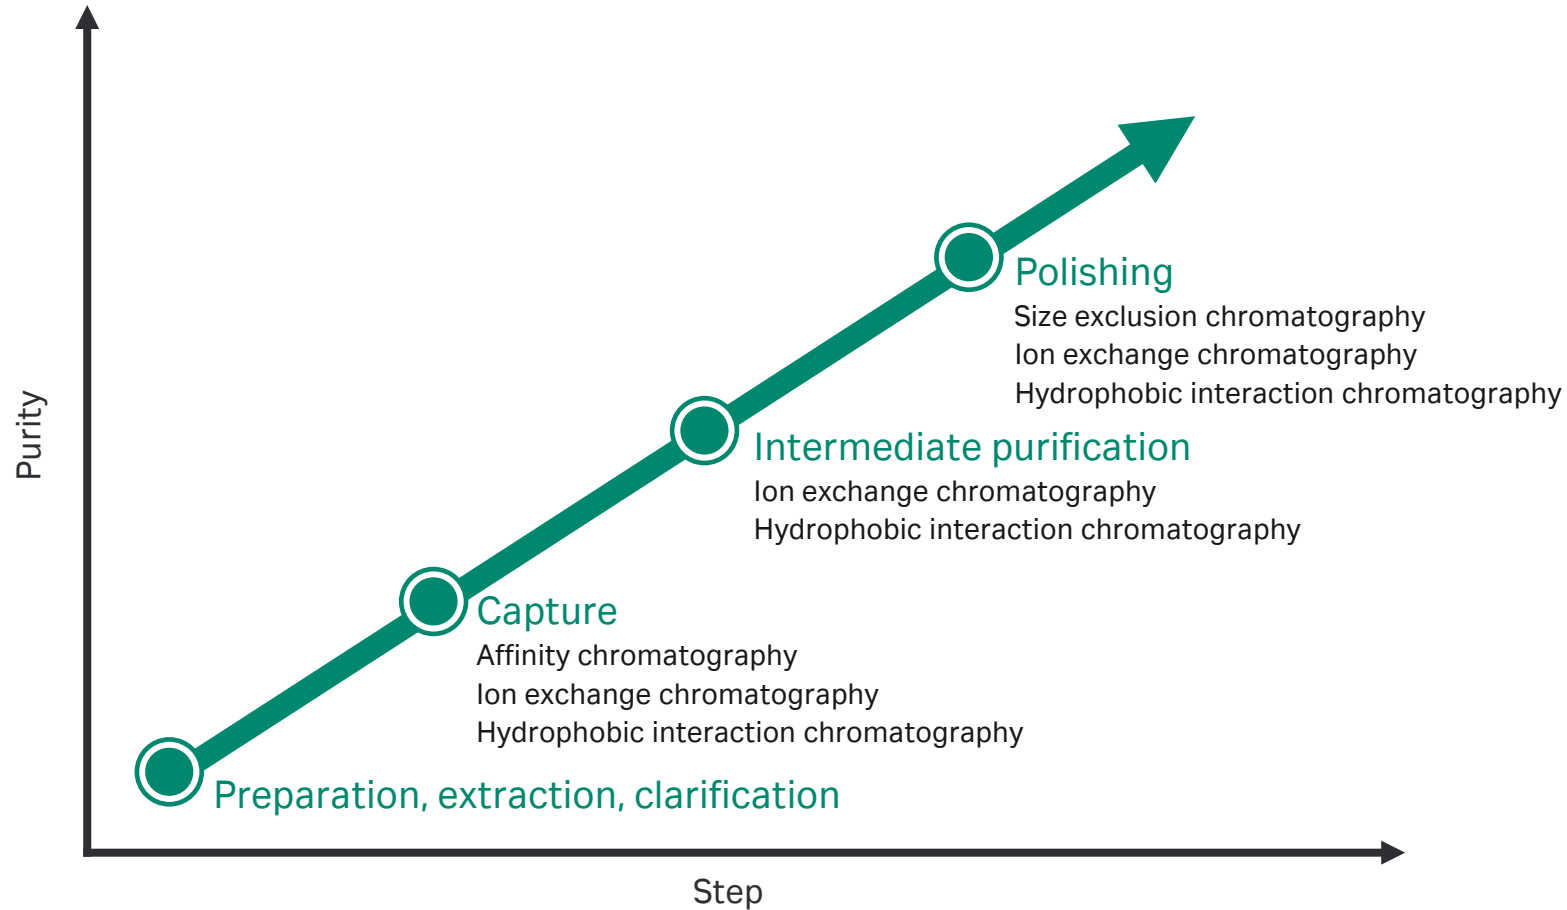 Purity
Polishing
Size exclusion chromatography
Ion exchange chromatography
Hydrophobic interaction chromatography
Intermediate purification
Ion exchange chromatography
Hydrophobic interaction chromatography
Capture
Affinity chromatography
Ion exchange chromatography
Hydrophobic interaction chromatography
Preparation, extraction, clarification
Step